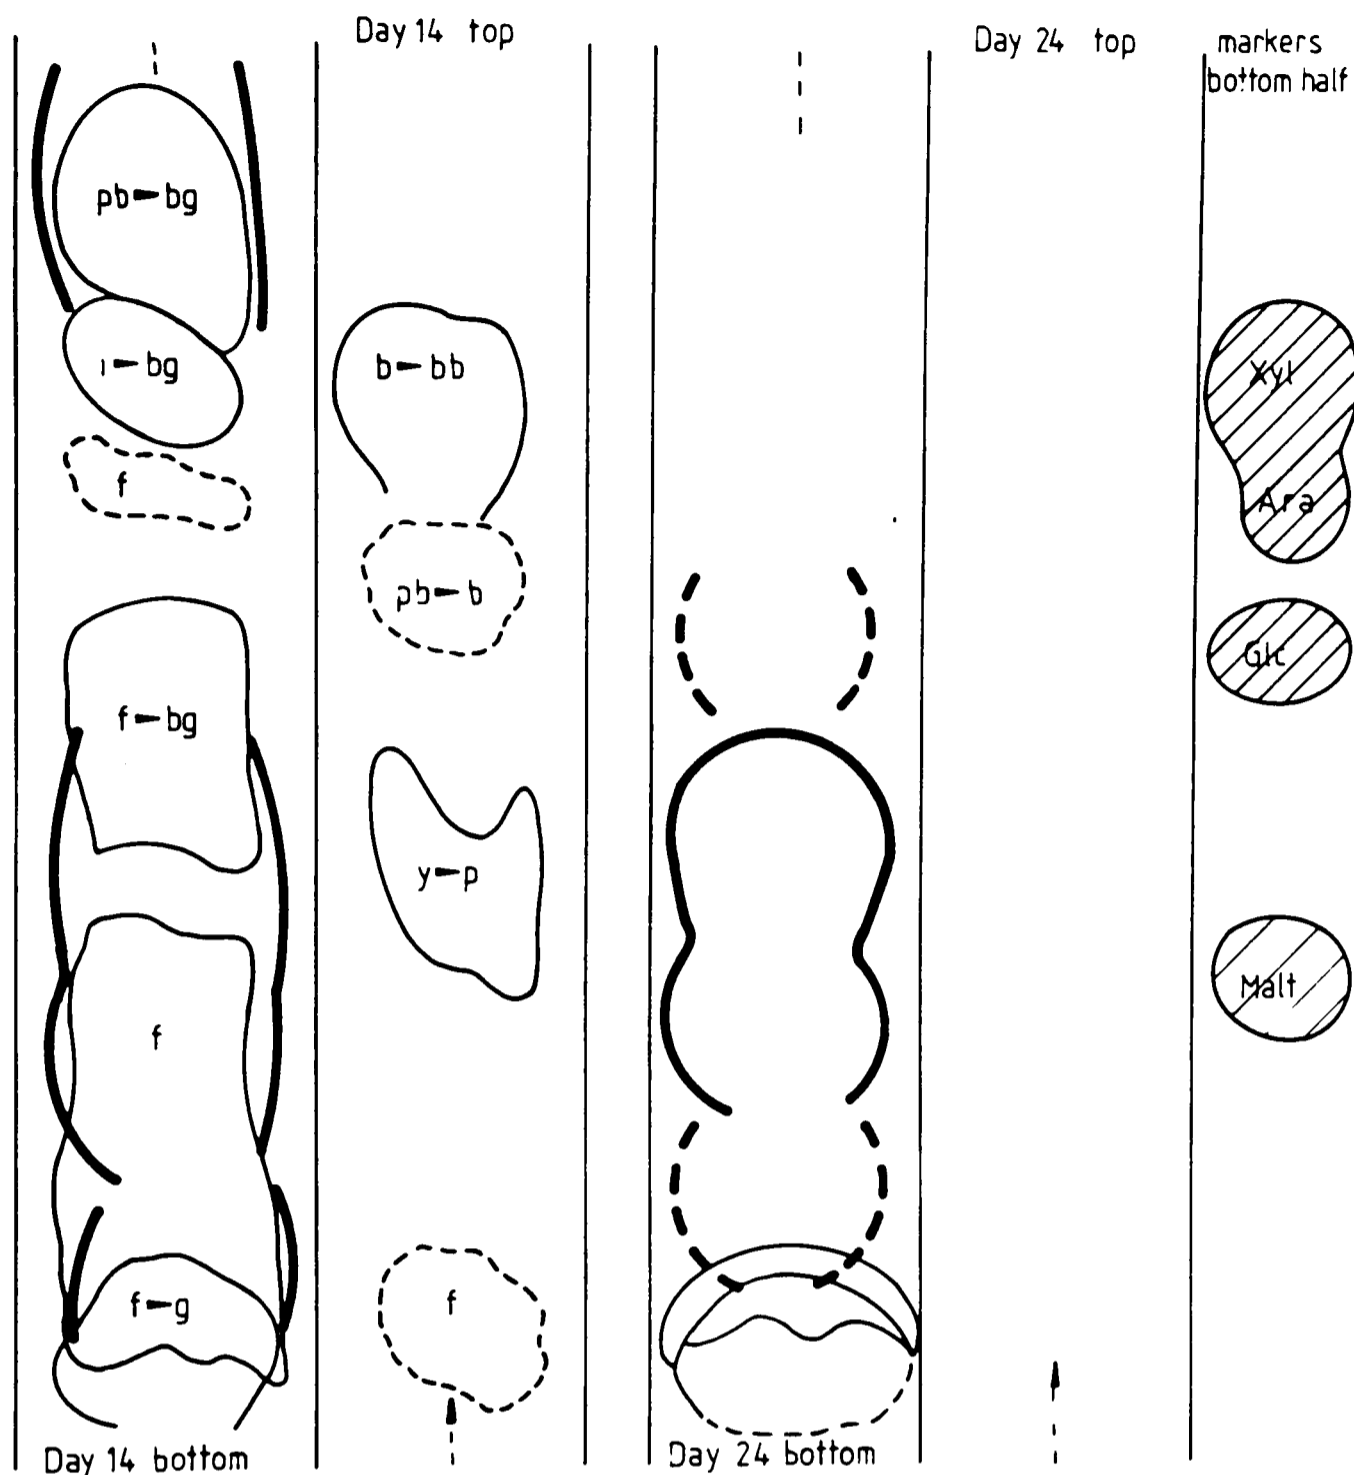 Day 14 top
Day 24 top
markers
bottom half
pb bg
ı bg
b bb
Xyl
f
Ara
pb b
Glc
f bg
y p
Malt
f
f g
f
Day 14 bottom
Day 24 bottom